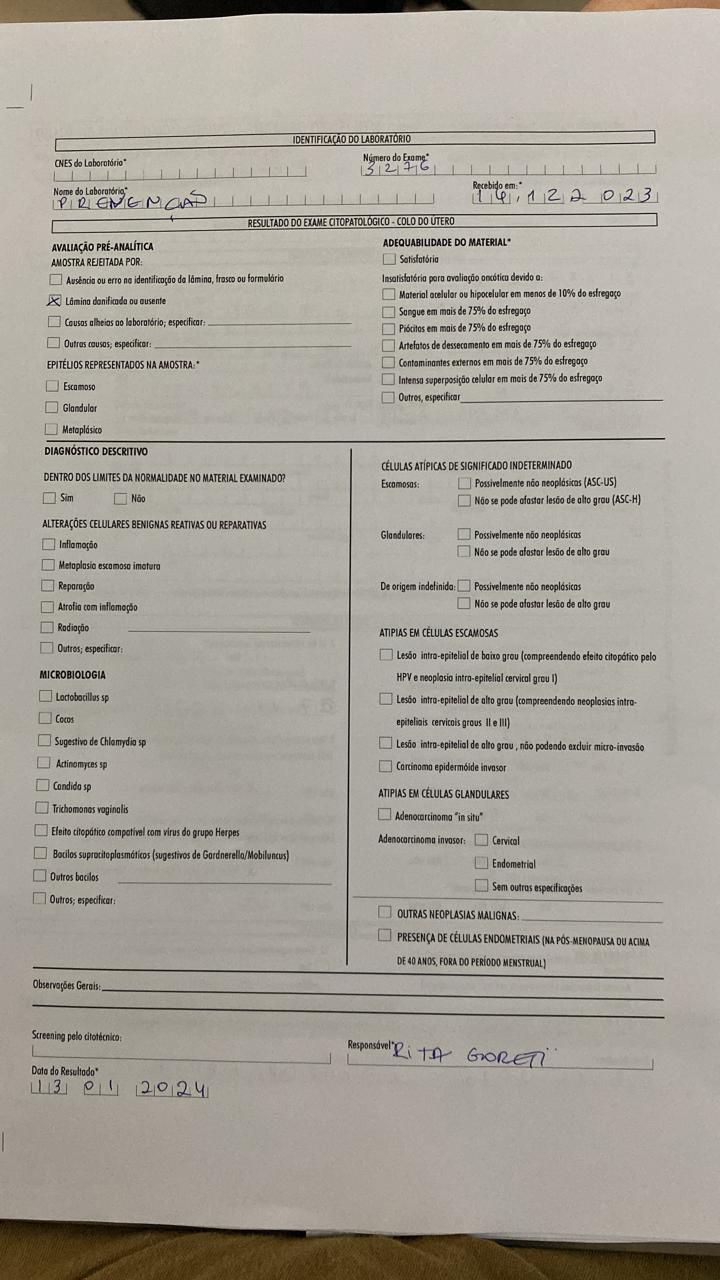 IDENTIFICAÇÃO DO LABORATÓRIO
CNES do Laboratório*
Número do Exame*
3276
Nome do Laboratório*
Recebido em:*
14.12 2023
RESULTADO DO EXAME CITOPATOLÓGICO - COLO DO ÚTERO
AVALIAÇÃO PRÉ-ANALÍTICA
AMOSTRA REJEITADA POR:
Ausência ou erro na identificação da lâmina, frasco ou formulário
Lâmina danificada ou ausente
Causas alheias ao laboratório; especificar:
Outras causas; especificar:
EPITÉLIOS REPRESENTADOS NA AMOSTRA:*
Escamoso
Glandular
Metaplásico
ADEQUABILIDADE DO MATERIAL*
Satisfatória
Insatisfatória para avaliação oncótica devido a:
Material acelular ou hipocelular em menos de 10% do esfregaço
Sangue em mais de 75% do esfregaço
Piócitos em mais de 75% do esfregaço
Artefatos de dessecamento em mais de 75% do esfregaço
Contaminantes externos em mais de 75% do esfregaço
Intensa superposição celular em mais de 75% do esfregaço
Outros, especificar
DIAGNÓSTICO DESCRITIVO
DENTRO DOS LIMITES DA NORMALIDADE NO MATERIAL EXAMINADO?
Sim Não
ALTERAÇÕES CELULARES BENIGNAS REATIVAS OU REPARATIVAS
Inflamação
Metaplasia escamosa imatura
Reparação
Atrofia com inflamação
Radiação
Outros; especificar:
MICROBIOLOGIA
Lactobacillus sp
Cocos
Sugestivo de Chlamydia sp
Actinomyces sp
Candida sp
Trichomonas vaginalis
Efeito citopático compatível com vírus do grupo Herpes
Bacilos supracitoplasmáticos (sugestivos de Gardnerella/Mobiluncus)
Outros bacilos
Outros; especificar:
CÉLULAS ATÍPICAS DE SIGNIFICADO INDETERMINADO
Escamosas: Possivelmente não neoplásicas (ASC-US)
Não se pode afastar lesão de alto grau (ASC-H)
Glandulares: Possivelmente não neoplásicas
Não se pode afastar lesão de alto grau
De origem indefinida: Possivelmente não neoplásicas
Não se pode afastar lesão de alto grau
ATIPIAS EM CÉLULAS ESCAMOSAS
Lesão intra-epitelial de baixo grau (compreendendo efeito citopático pelo
HPV e neoplasia intra-epitelial cervical grau I)
Lesão intra-epitelial de alto grau (compreendendo neoplasias intra-
epiteliais cervicais graus II e III)
Lesão intra-epitelial de alto grau , não podendo excluir micro-invasão
Carcinoma epidermóide invasor
ATIPIAS EM CÉLULAS GLANDULARES
Adenocarcinoma "in situ"
Adenocarcinoma invasor: Cervical
Endometrial
Sem outras especificações
OUTRAS NEOPLASIAS MALIGNAS:
PRESENÇA DE CÉLULAS ENDOMETRIAIS (NA PÓS-MENOPAUSA OU ACIMA
DE 40 ANOS, FORA DO PERÍODO MENSTRUAL)
Observações Gerais:
Screening pelo citotécnico:
Responsável*
RITA GORETI
Data do Resultado*
13 01 2024